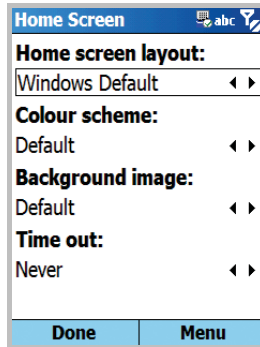 Home Screen abc
Home screen layout:
Windows Default
Colour scheme:
Default
Background image:
Default
Time out:
Never
Done Menu